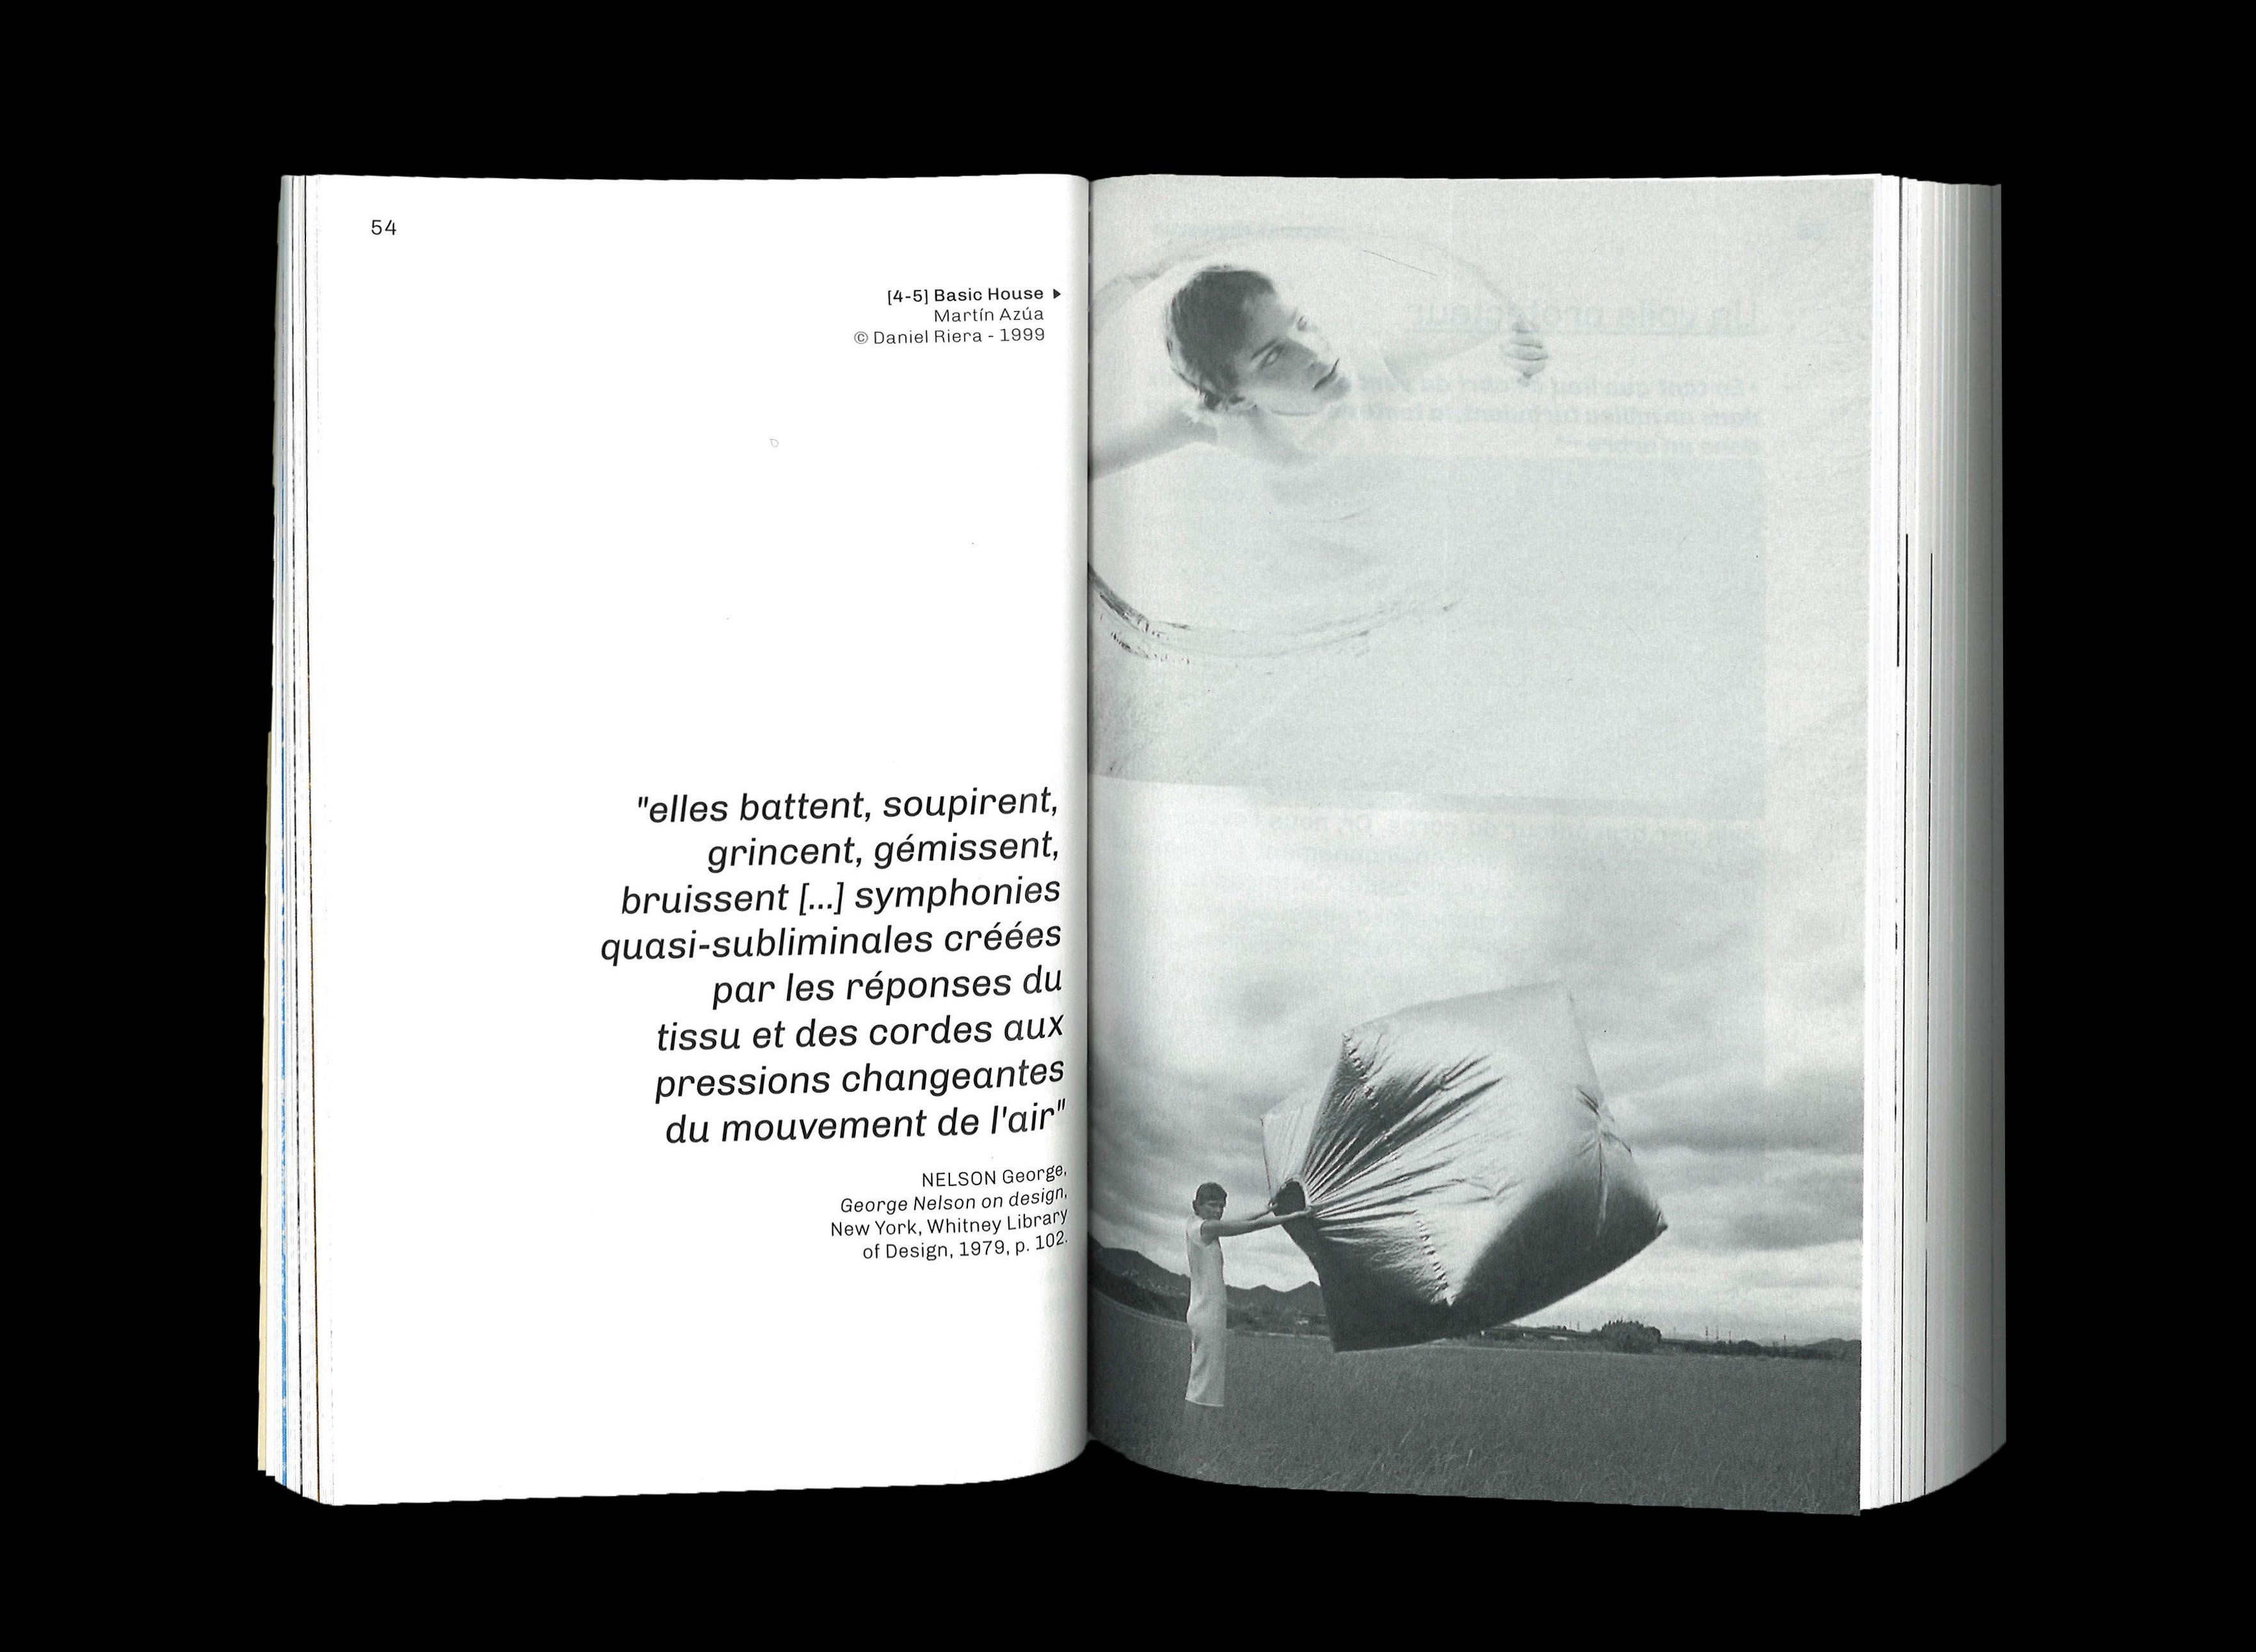 54
[4-5] Basic House ▶
Martín Azúa
© Daniel Riera - 1999
"elles battent, soupirent,
grincent, gémissent,
bruissent [...] symphonies
quasi-subliminales créées
par les réponses du
tissu et des cordes aux
pressions changeantes
du mouvement de l'air"
NELSON George,
George Nelson on design,
New York, Whitney Library
of Design, 1979, p. 102.